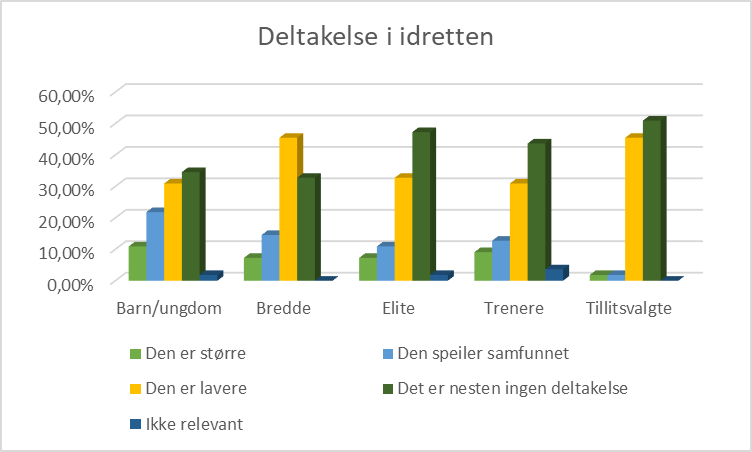 Deltakelse i idretten
60,00%
50,00%
40,00%
30,00%
20,00%
10,00%
0,00%
Barn/ungdom Bredde Elite Trenere Tillitsvalgte
Den er større Den speiler samfunnet
Den er lavere Det er nesten ingen deltakelse
Ikke relevant